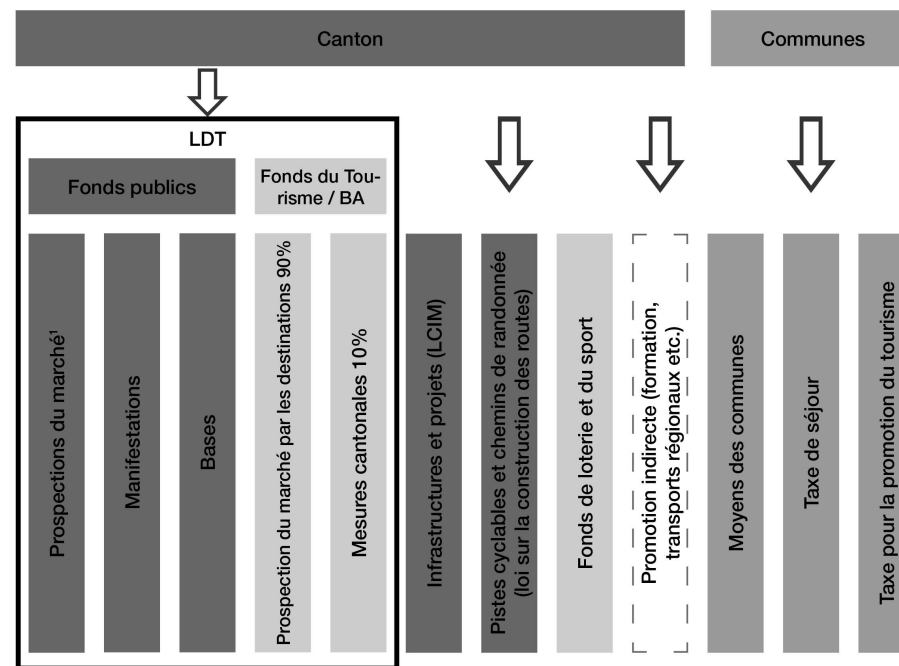 Canton
Communes
LDT
Fonds publics
Fonds du Tou-
risme / BA
Prospections du marché¹
Manifestations
Bases
Prospection du marché par les destinations 90%
Mesures cantonales 10%
Infrastructures et projets (LCIM)
Pistes cyclables et chemins de randonnée
(loi sur la construction des routes)
Fonds de loterie et du sport
Promotion indirecte (formation,
transports régionaux etc.)
Moyens des communes
Taxe de séjour
Taxe pour la promotion du tourisme